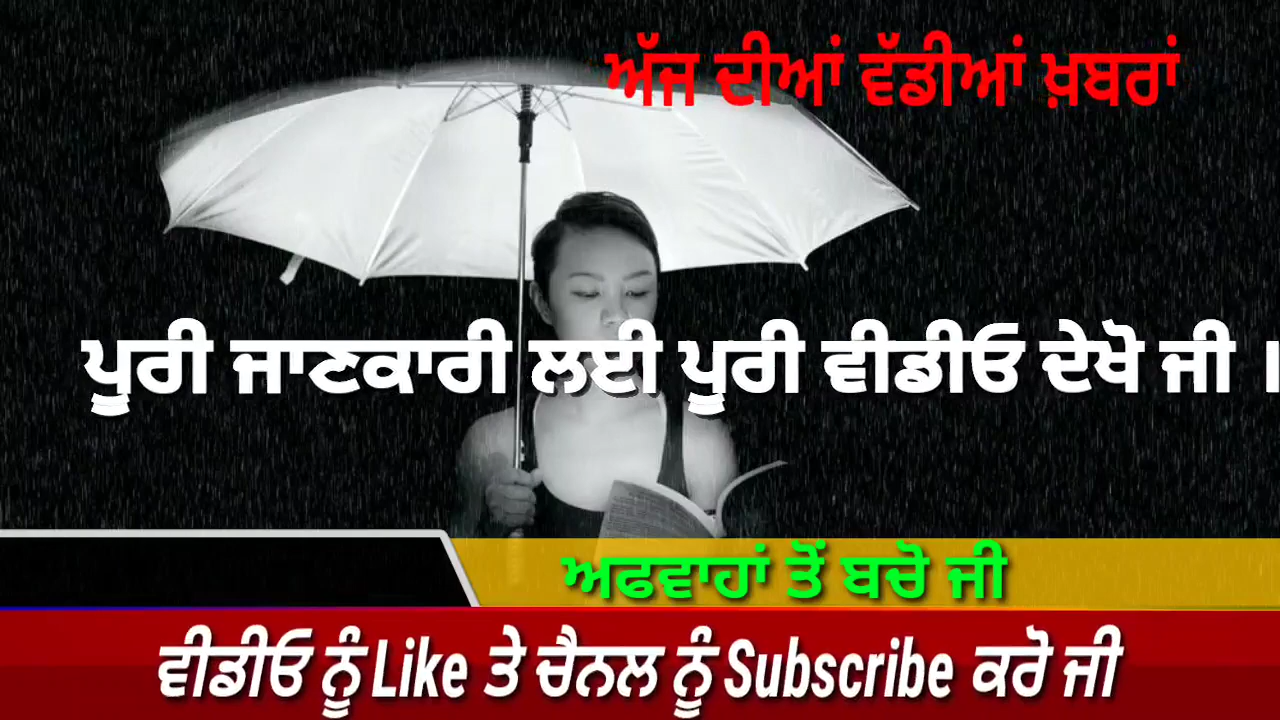 ਅੱਜ ਦੀਆਂ ਵੱਡੀਆਂ ਖ਼ਬਰਾਂ
ਪੂਰੀ ਜਾਣਕਾਰੀ ਲਈ ਪੂਰੀ ਵੀਡੀਓ ਦੇਖੋ ਜੀ ।
ਅਫਵਾਹਾਂ ਤੋਂ ਬਚੋ ਜੀ
ਵੀਡੀਓ ਨੂੰ Like ਤੇ ਚੈਨਲ ਨੂੰ Subscribe ਕਰੋ ਜੀ